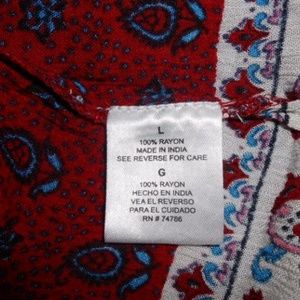 L
100% RAYON
MADE IN INDIA
SEE REVERSE FOR CARE
G
100% RAYON
HECHO EN INDIA
VEA EL REVERSO
PARA EL CUIDADO
RN # 74786